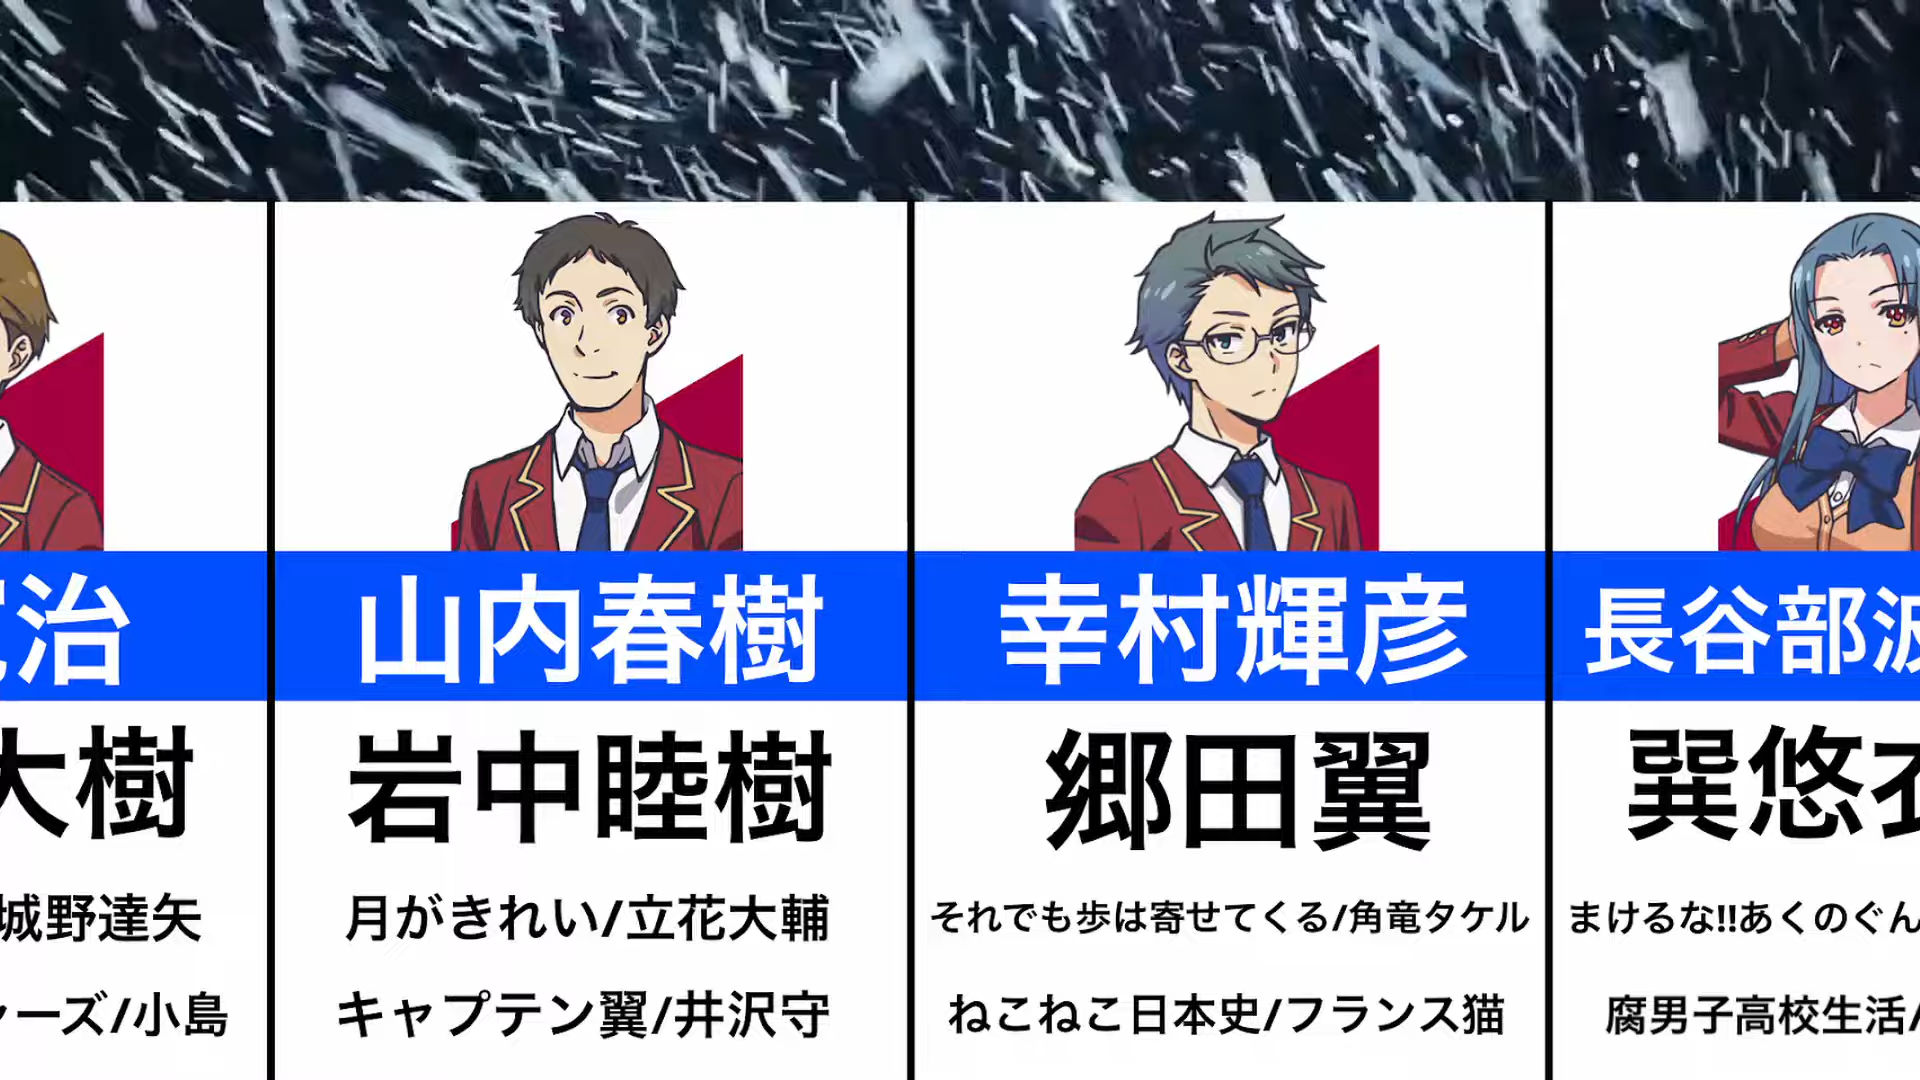 治
山内春樹
幸村輝彦
長谷部波
大樹
岩中睦樹
郷田翼
巽悠衣
城野達矢
月がきれい/立花大輔
それでも歩は寄せてくる/角竜タケル
まけるな!!あくのぐん
ーズ/小島
キャプテン翼/井沢守
ねこねこ日本史/フランス猫
腐男子高校生活/